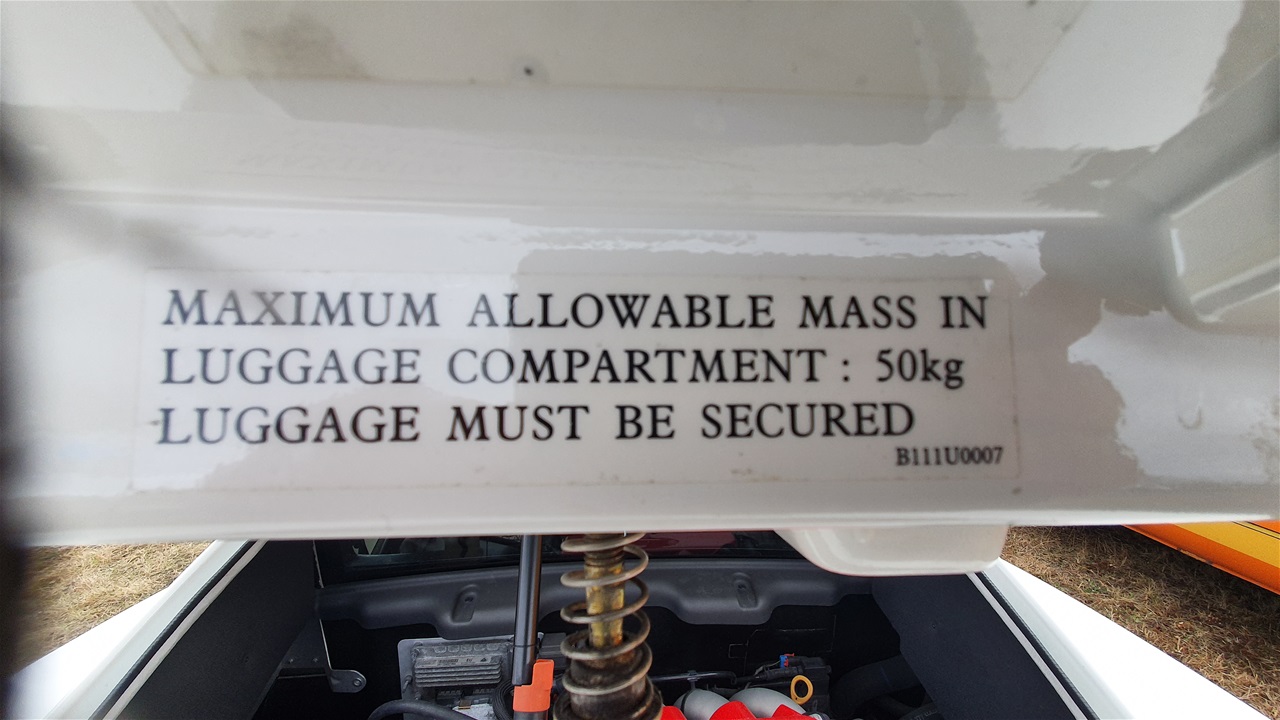 MAXIMUM ALLOWABLE MASS IN
LUGGAGE COMPARTMENT : 50kg
LUGGAGE MUST BE SECURED
B111U0007